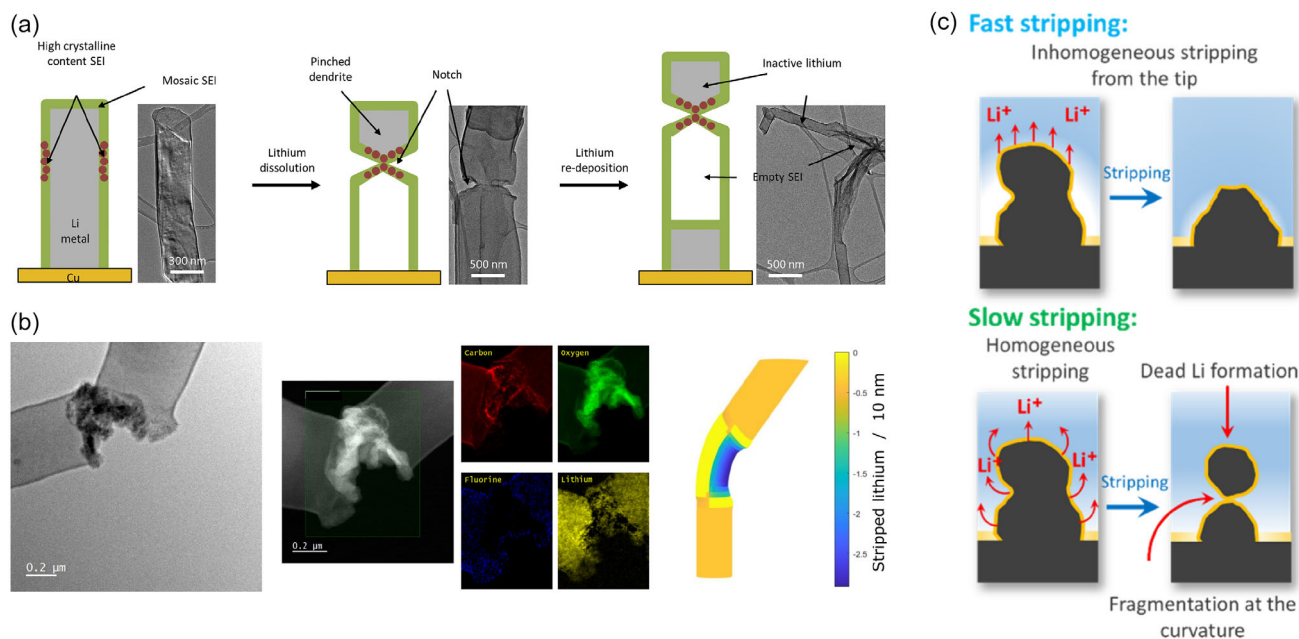 (a)
High crystalline
content SEI
Mosaic SEI
Li
metal
Cu
300 nm
Lithium
dissolution
Pinched
dendrite
Notch
500 nm
Lithium
re-deposition
Inactive lithium
Empty SEI
500 nm
(b)
0.2 μm
0.2 μm
Carbon
Oxygen
Fluorine
Lithium
0
-0.5
-1
-1.5
-2
-2.5
Stripped lithium / 10 nm
(c)
Fast stripping:
Inhomogeneous stripping
from the tip
Li+
Li+
Stripping
Slow stripping:
Homogeneous
stripping
Dead Li formation
Li+
Li+
Li+
Stripping
Fragmentation at the
curvature